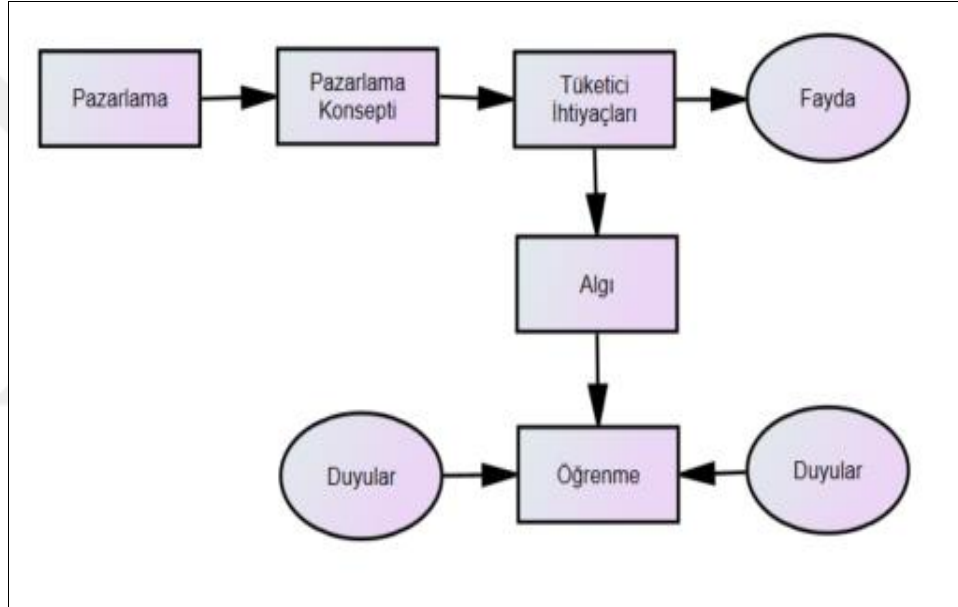 Pazarlama
Pazarlama
Konsepti
Tüketici
İhtiyaçları
Fayda
Algı
Duyular
Öğrenme
Duyular